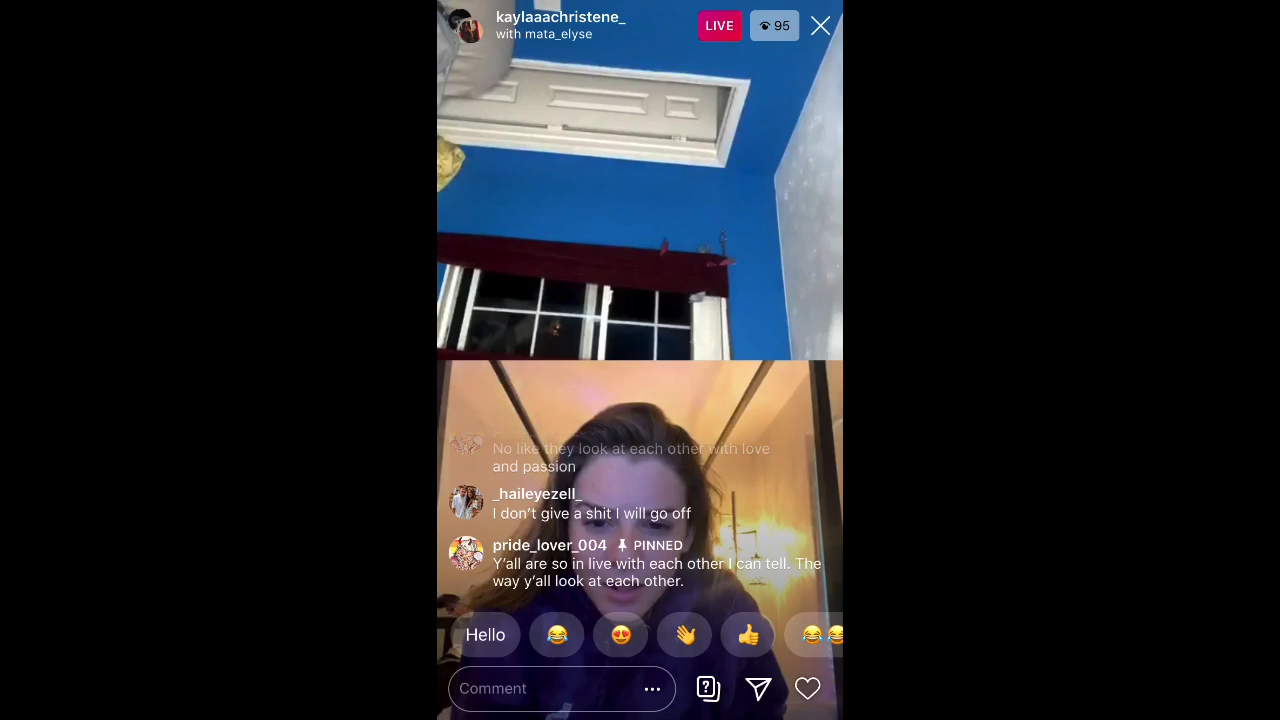 kaylaaachristene_
with mata_elyse
LIVE
95
No like they look at each other with love
and passion
_haileyezell_
I don't give a shit I will go off
pride_lover_004 PINNED
Y'all are so in live with each other I can tell. The
way y'all look at each other.
Hello
Comment